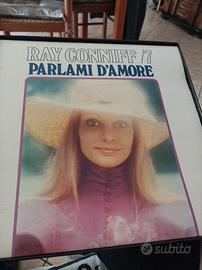 RAY CONNIFF/7
PARLAMI D'AMORE
subito